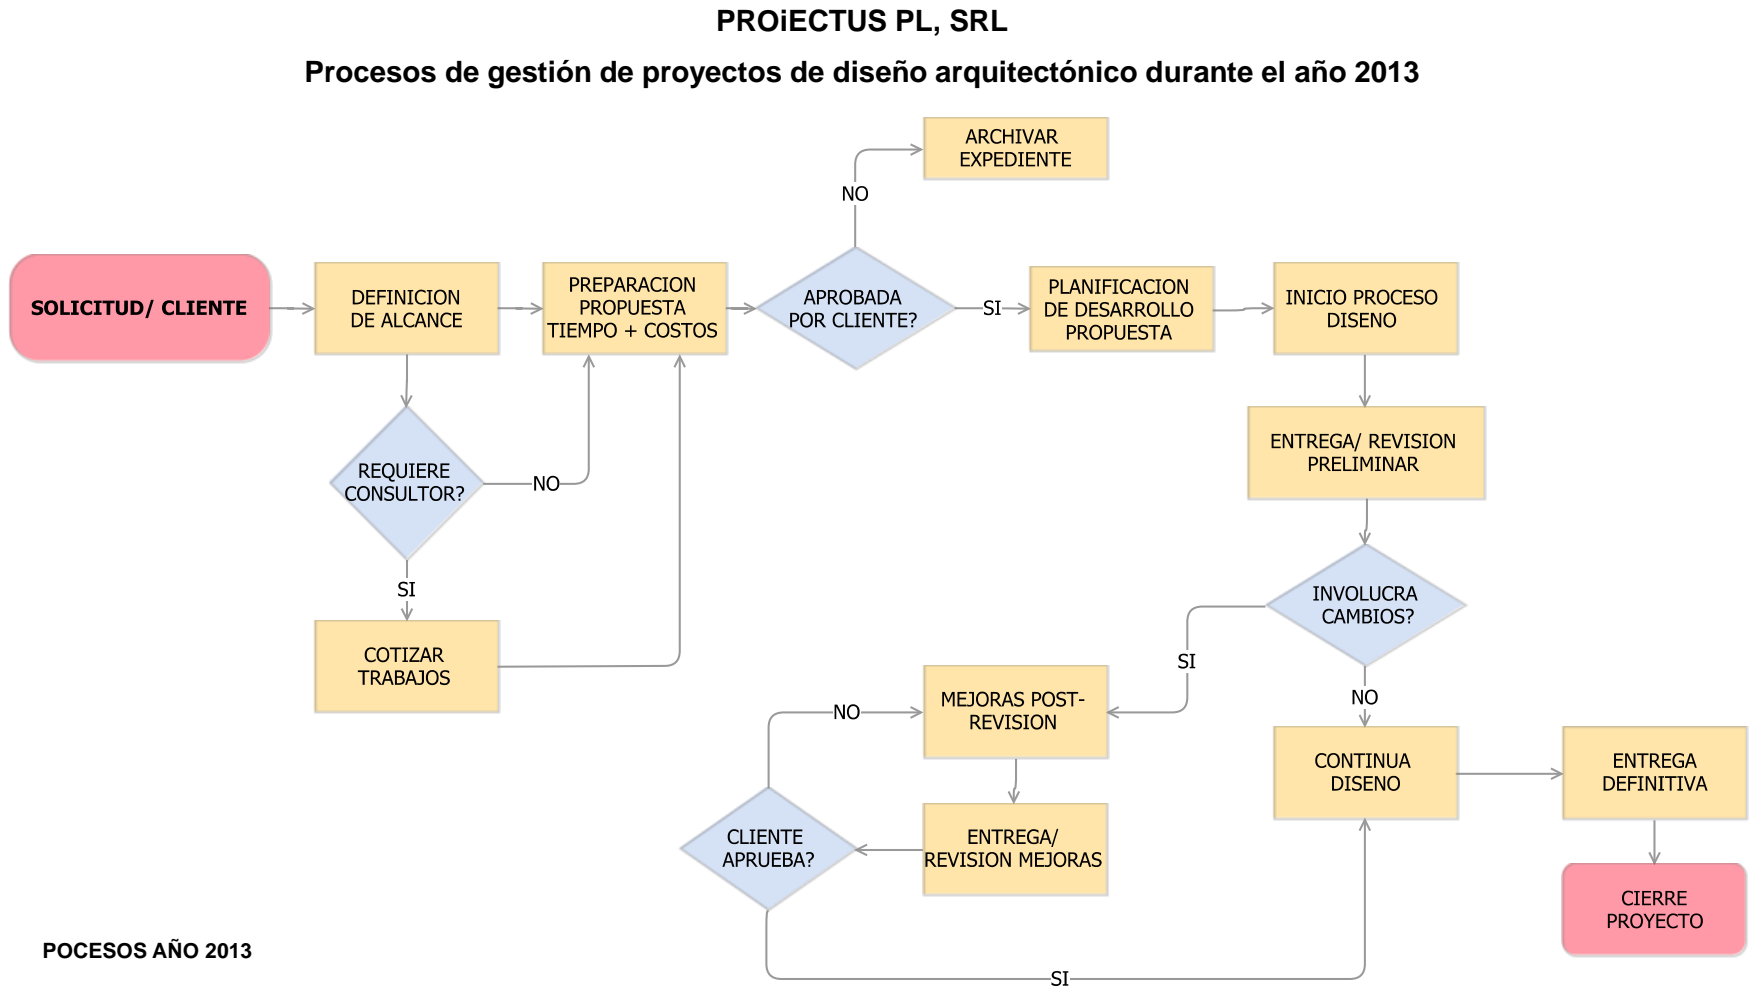 PROiECTUS PL, SRL
Procesos de gestión de proyectos de diseño arquitectónico durante el año 2013
ARCHIVAR
EXPEDIENTE
NO
SOLICITUD/ CLIENTE
DEFINICION
DE ALCANCE
PREPARACION
PROPUESTA
TIEMPO + COSTOS
APROBADA
POR CLIENTE?
SI
PLANIFICACION
DE DESARROLLO
PROPUESTA
INICIO PROCESO
DISENO
REQUIERE
CONSULTOR?
NO
SI
COTIZAR
TRABAJOS
ENTREGA/ REVISION
PRELIMINAR
INVOLUCRA
CAMBIOS?
SI
NO
MEJORAS POST-
REVISION
NO
CONTINUA
DISENO
ENTREGA
DEFINITIVA
CLIENTE
APRUEBA?
ENTREGA/
REVISION MEJORAS
SI
CIERRE
PROYECTO
POCESOS AÑO 2013